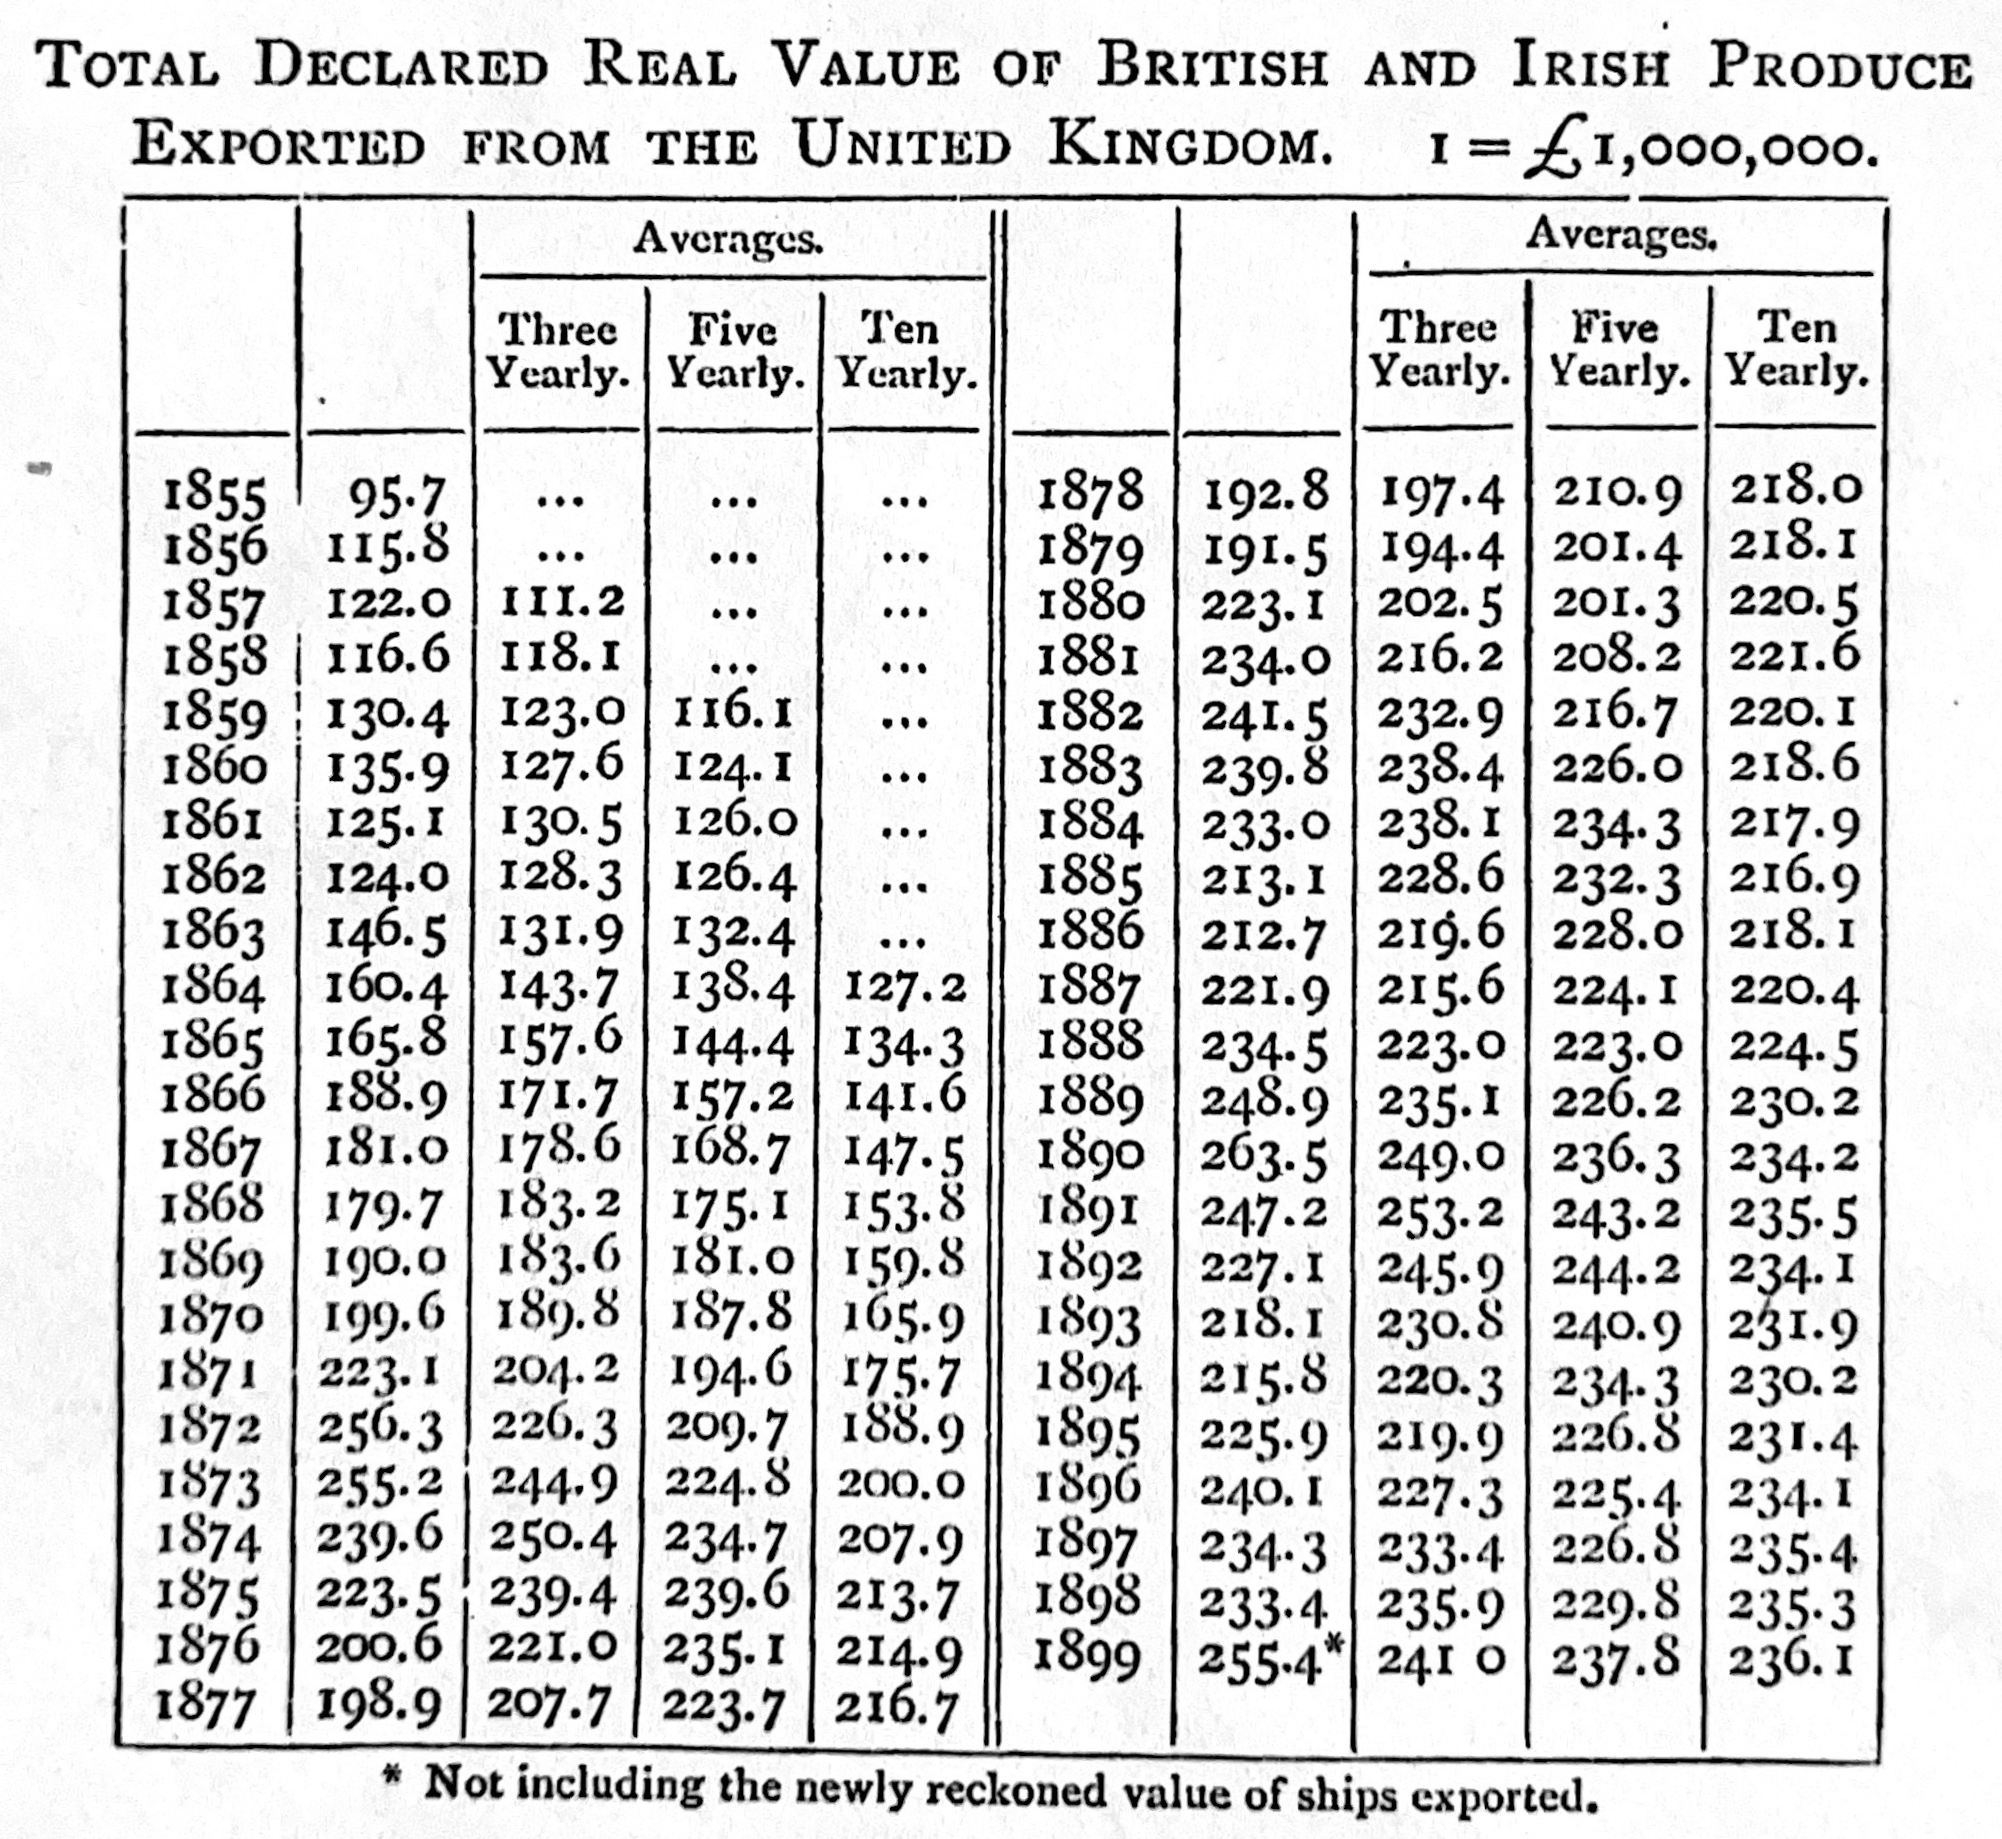 TOTAL DECLARED REAL VALUE OF BRITISH AND IRISH PRODUCE
EXPORTED FROM THE UNITED KINGDOM. 1 = £1,000,000.
Averages. Averages.
Three Yearly. Five Yearly. Ten Yearly. Three Yearly. Five Yearly. Ten Yearly.
1855 95.7 ... ... ... 1878 192.8 197.4 210.9 218.0
1856 115.8 ... ... ... 1879 191.5 194.4 201.4 218.1
1857 122.0 111.2 ... ... 1880 223.1 202.5 201.3 220.5
1858 116.6 118.1 ... ... 1881 234.0 216.2 208.2 221.6
1859 130.4 123.0 116.1 ... 1882 241.5 232.9 216.7 220.1
1860 135.9 127.6 124.1 ... 1883 239.8 238.4 226.0 218.6
1861 125.1 130.5 126.0 ... 1884 233.0 238.1 234.3 217.9
1862 124.0 128.3 126.4 ... 1885 213.1 228.6 232.3 216.9
1863 146.5 131.9 132.4 ... 1886 212.7 219.6 228.0 218.1
1864 160.4 143.7 138.4 127.2 1887 221.9 215.6 224.1 220.4
1865 165.8 157.6 144.4 134.3 1888 234.5 223.0 223.0 224.5
1866 188.9 171.7 157.2 141.6 1889 248.9 235.1 226.2 230.2
1867 181.0 178.6 168.7 147.5 1890 263.5 249.0 236.3 234.2
1868 179.7 183.2 175.1 153.8 1891 247.2 253.2 243.2 235.5
1869 190.0 183.6 181.0 159.8 1892 227.1 245.9 244.2 234.1
1870 199.6 189.8 187.8 165.9 1893 218.1 230.8 240.9 231.9
1871 223.1 204.2 194.6 175.7 1894 215.8 220.3 234.3 230.2
1872 256.3 226.3 209.7 188.9 1895 225.9 219.9 226.8 231.4
1873 255.2 244.9 224.8 200.0 1896 240.1 227.3 225.4 234.1
1874 239.6 250.4 234.7 207.9 1897 234.3 233.4 226.8 235.4
1875 223.5 239.4 239.6 213.7 1898 233.4 235.9 229.8 235.3
1876 200.6 221.0 235.1 214.9 1899 255.4* 241 0 237.8 236.1
1877 198.9 207.7 223.7 216.7
* Not including the newly reckoned value of ships exported.